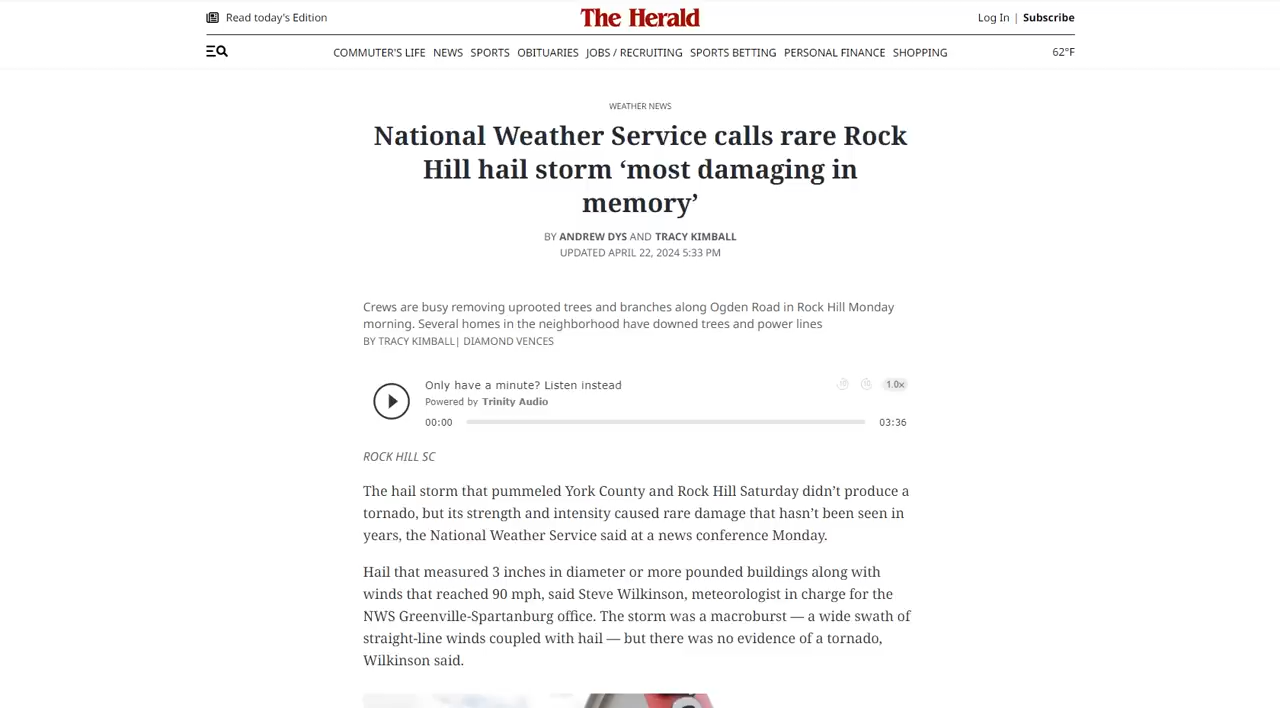 Read today's Edition
The Herald
Log In | Subscribe
COMMUTER'S LIFE NEWS SPORTS OBITUARIES JOBS / RECRUITING SPORTS BETTING PERSONAL FINANCE SHOPPING
62°F
WEATHER NEWS
National Weather Service calls rare Rock
Hill hail storm ‘most damaging in
memory’
BY ANDREW DYS AND TRACY KIMBALL
UPDATED APRIL 22, 2024 5:33 PM
Crews are busy removing uprooted trees and branches along Ogden Road in Rock Hill Monday
morning. Several homes in the neighborhood have downed trees and power lines
BY TRACY KIMBALL| DIAMOND VENCES
Only have a minute? Listen instead
1.0x
Powered by Trinity Audio
00:00
03:36
ROCK HILL SC
The hail storm that pummeled York County and Rock Hill Saturday didn’t produce a
tornado, but its strength and intensity caused rare damage that hasn’t been seen in
years, the National Weather Service said at a news conference Monday.
Hail that measured 3 inches in diameter or more pounded buildings along with
winds that reached 90 mph, said Steve Wilkinson, meteorologist in charge for the
NWS Greenville-Spartanburg office. The storm was a macroburst — a wide swath of
straight-line winds coupled with hail — but there was no evidence of a tornado,
Wilkinson said.